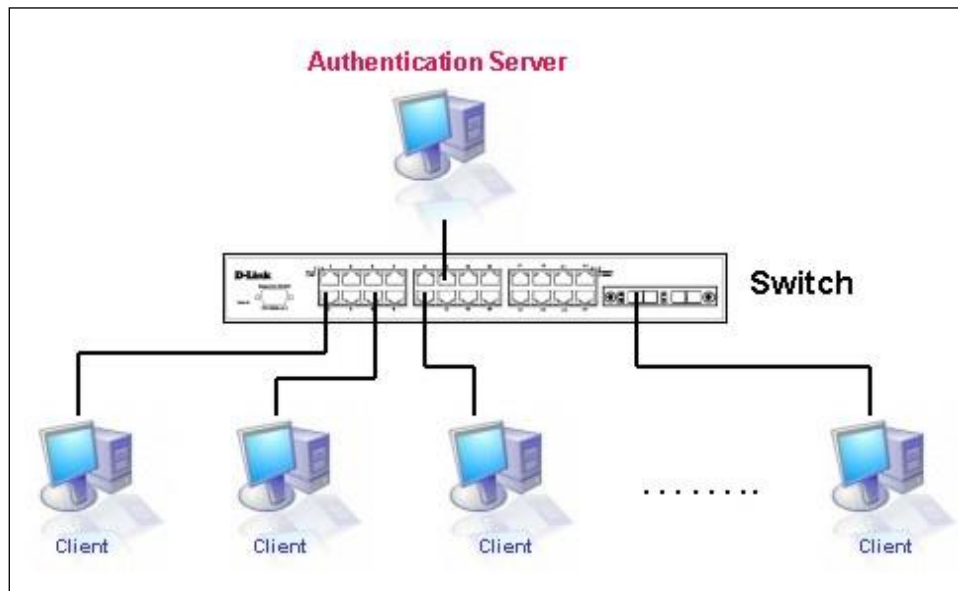 Authentication Server
D-Link
Switch
........
Client
Client
Client
Client